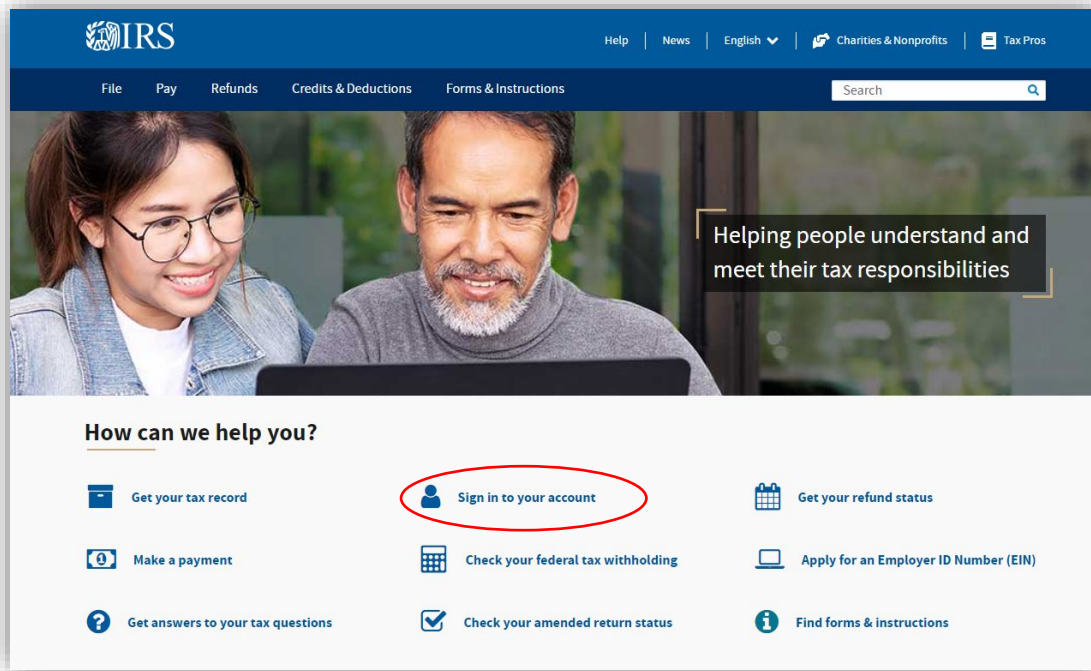 IRS
Help News English Charities & Nonprofits Tax Pros
File Pay Refunds Credits & Deductions Forms & Instructions Search
Helping people understand and
meet their tax responsibilities
How can we help you?
Get your tax record Sign in to your account Get your refund status
Make a payment Check your federal tax withholding Apply for an Employer ID Number (EIN)
Get answers to your tax questions Check your amended return status Find forms & instructions